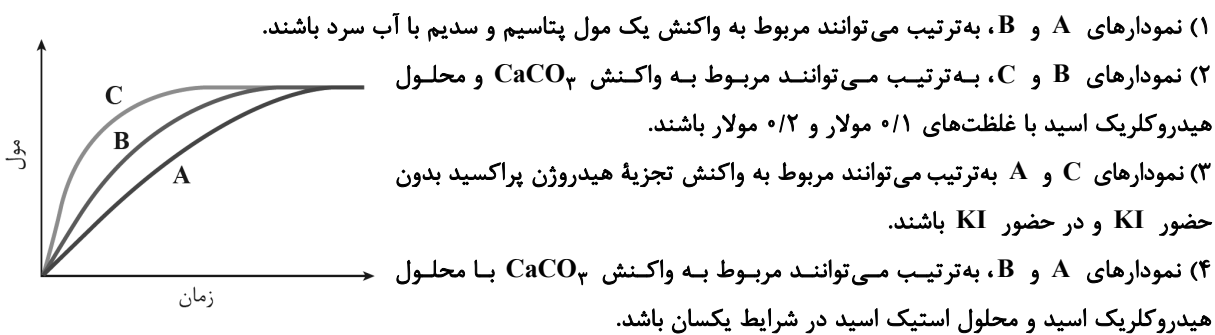 ۱) نمودارهای A و B، به‌ترتیب می‌توانند مربوط به واکنش یک مول پتاسیم و سدیم با آب سرد باشند.
۲) نمودارهای B و C، به‌ترتیب می‌توانند مربوط به واکنش CaCO۳ و محلول
هیدروکلریک اسید با غلظت‌های ۰/۱ مولار و ۰/۲ مولار باشند.
۳) نمودارهای C و A به‌ترتیب می‌توانند مربوط به واکنش تجزیهٔ هیدروژن پراکسید بدون
حضور KI و در حضور KI باشند.
۴) نمودارهای A و B، به‌ترتیب می‌توانند مربوط به واکنش CaCO۳ با محلول
هیدروکلریک اسید و محلول استیک اسید در شرایط یکسان باشد.
مول
C
B
A
زمان